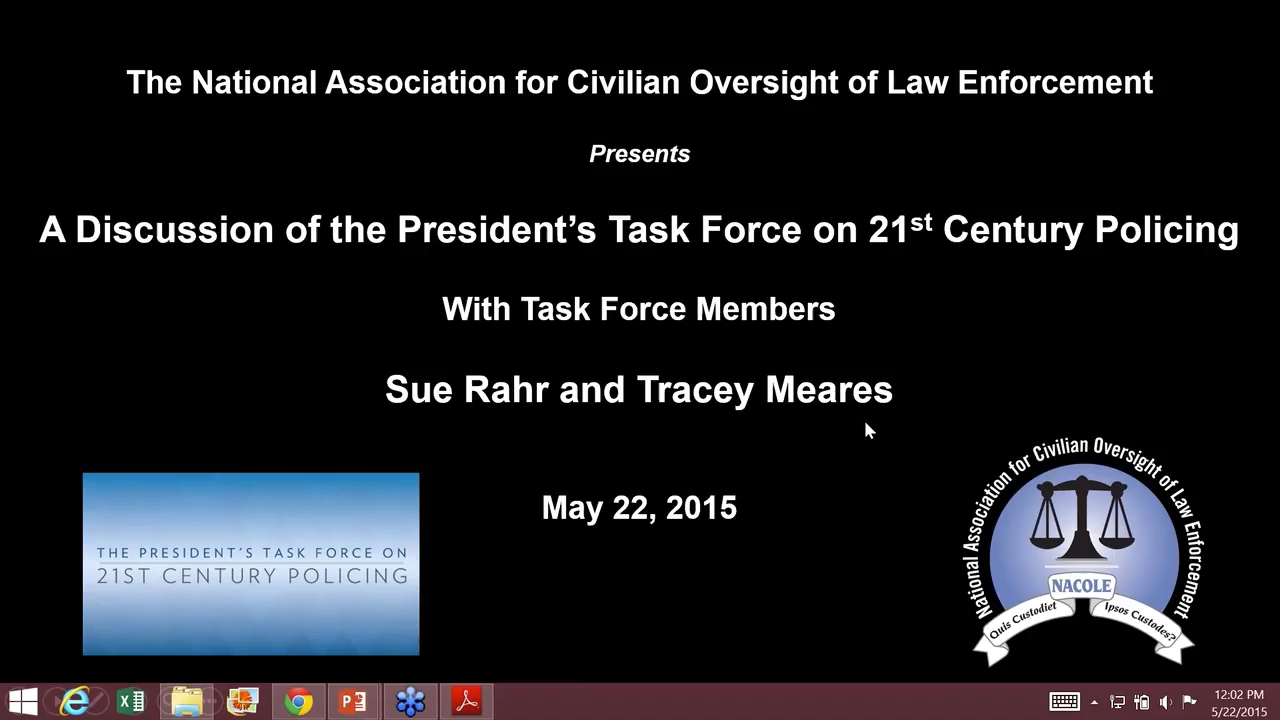 The National Association for Civilian Oversight of Law Enforcement
Presents
A Discussion of the President’s Task Force on 21st Century Policing
With Task Force Members
Sue Rahr and Tracey Meares
May 22, 2015
THE PRESIDENT'S TASK FORCE ON
21ST CENTURY POLICING
National Association for Civilian Oversight of Law Enforcement
NACOLE
Quis Custodiet
Ipsos Custodes?
12:02 PM
5/22/2015